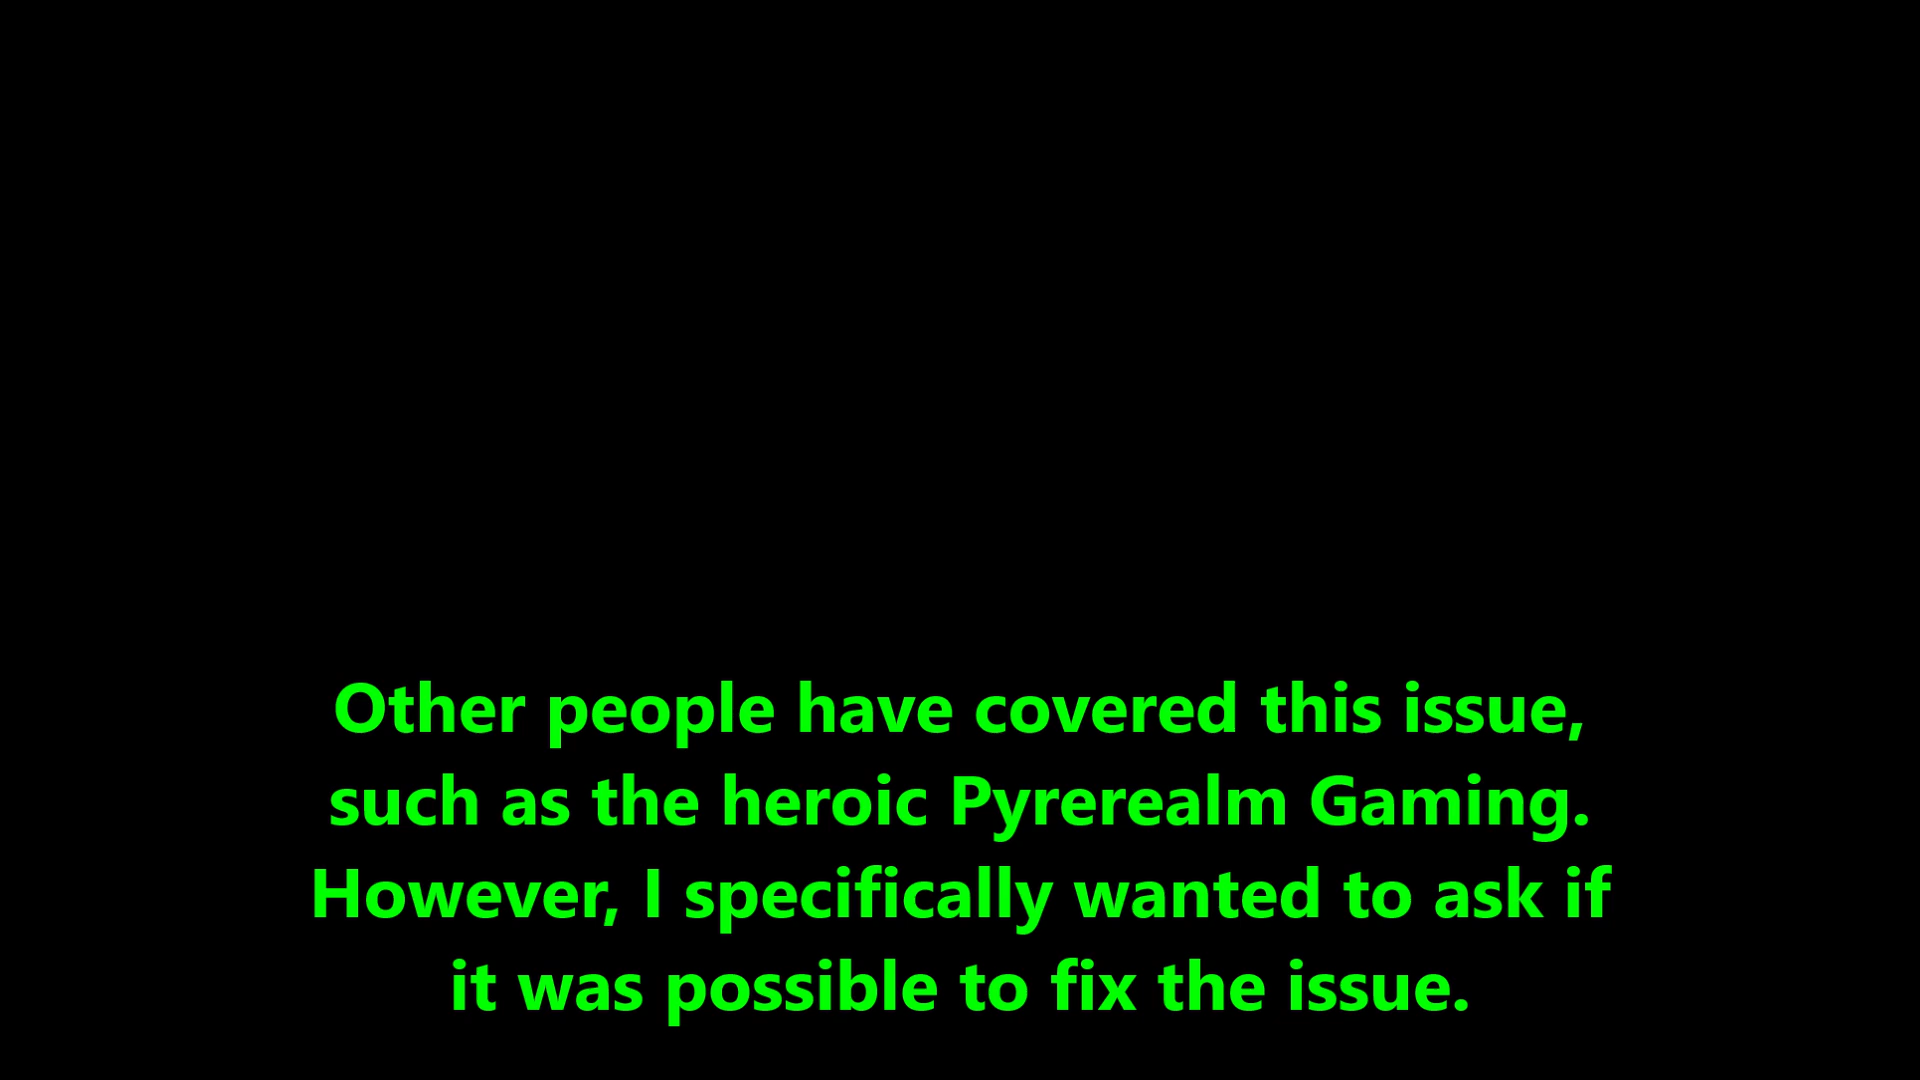 Other people have covered this issue,
such as the heroic Pyrerealm Gaming.
However, I specifically wanted to ask if
it was possible to fix the issue.